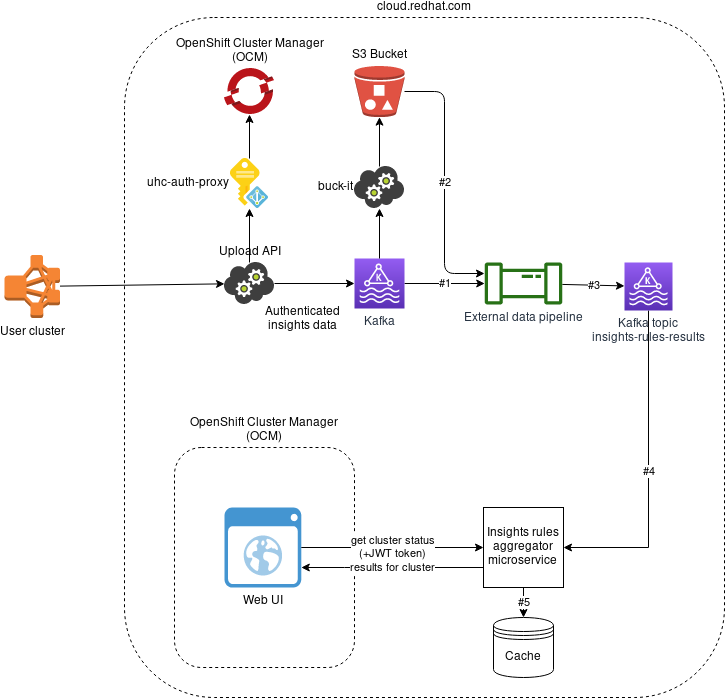 cloud.redhat.com
OpenShift Cluster Manager
(OCM)
S3 Bucket
uhc-auth-proxy
buck-it
#2
Upload API
#1
#3
User cluster
Authenticated
insights data
Kafka
External data pipeline
Kafka topic
insights-rules-results
K
K
OpenShift Cluster Manager
(OCM)
#4
get cluster status
(+JWT token)
results for cluster
Insights rules
aggregator
microservice
Web UI
#5
Cache